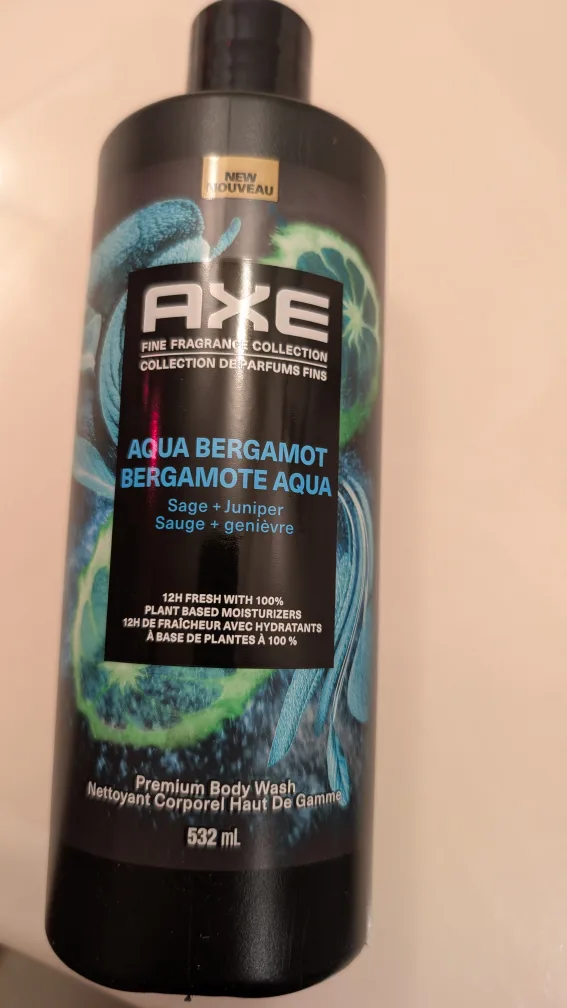 NEW
NOUVEAU
AXE
FINE FRAGRANCE COLLECTION
COLLECTION DE PARFUMS FINS
AQUA BERGAMOT
BERGAMOTE AQUA
Sage + Juniper
Sauge + genièvre
12H FRESH WITH 100%
PLANT BASED MOISTURIZERS
12H DE FRAÎCHEUR AVEC HYDRATANTS
À BASE DE PLANTES À 100 %
Premium Body Wash
Nettoyant Corporel Haut De Gamme
532 mL